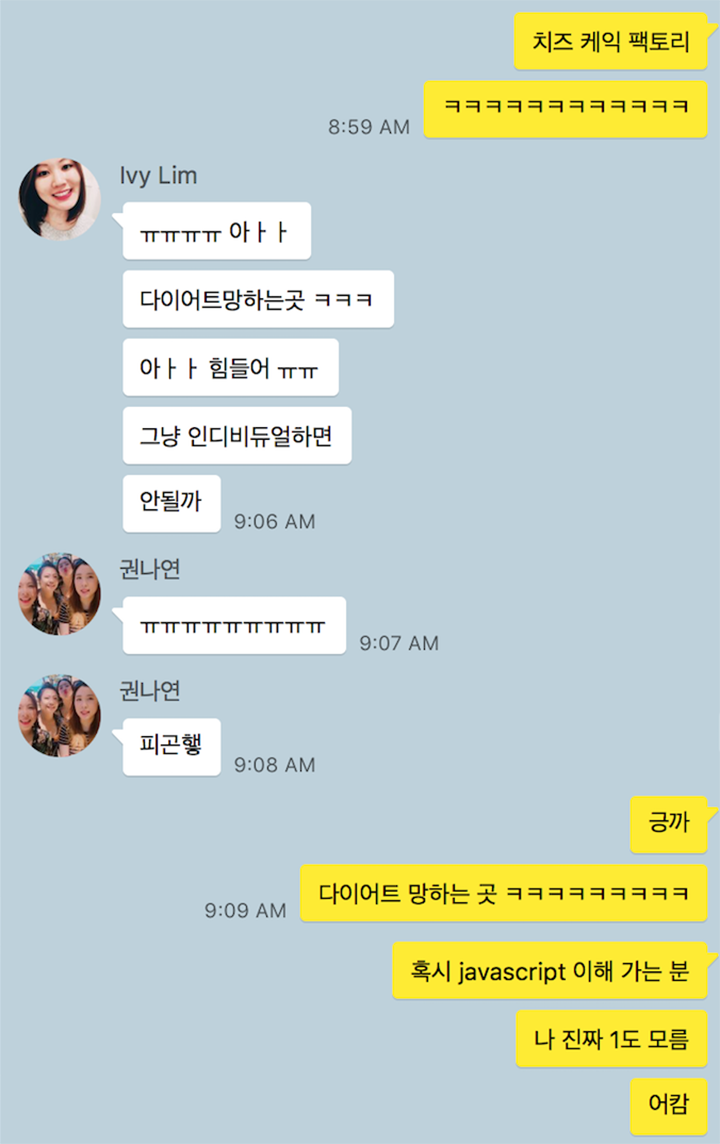 치즈 케익 팩토리
ㅋㅋㅋㅋㅋㅋㅋㅋㅋㅋㅋㅋ
8:59 AM
Ivy Lim
ㅠㅠㅠㅠ 아ㅏㅏ
다이어트망하는곳 ㅋㅋㅋ
아ㅏㅏ 힘들어 ㅠㅠ
그냥 인디비듀얼하면
안될까
9:06 AM
권나연
ㅠㅠㅠㅠㅠㅠㅠㅠㅠ
9:07 AM
권나연
피곤행
9:08 AM
긍까
다이어트 망하는 곳 ㅋㅋㅋㅋㅋㅋㅋㅋㅋ
9:09 AM
혹시 javascript 이해 가는 분
나 진짜 1도 모름
어캄